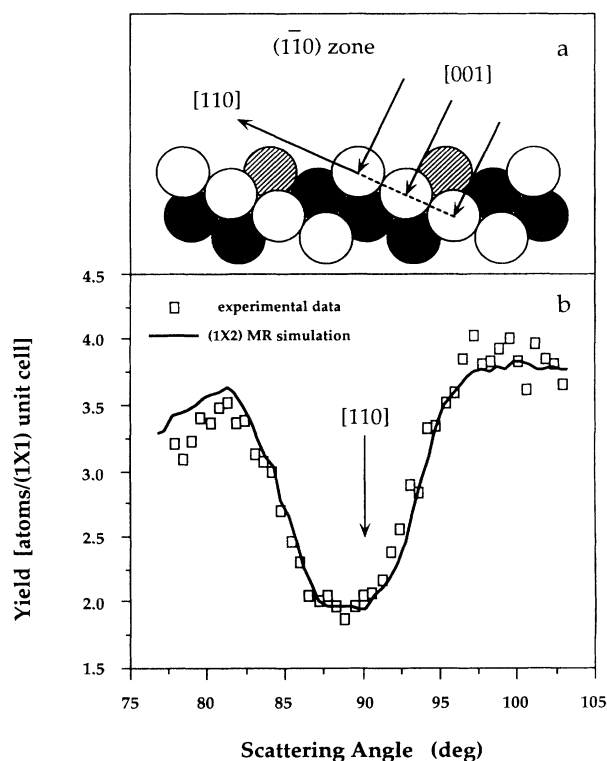 a
(11̅0) zone
[001]
[110]
b
experimental data
(1X2) MR simulation
[110]
4.5
4.0
3.5
3.0
2.5
2.0
1.5
Yield [atoms/(1X1) unit cell]
75
80
85
90
95
100
105
Scattering Angle (deg)